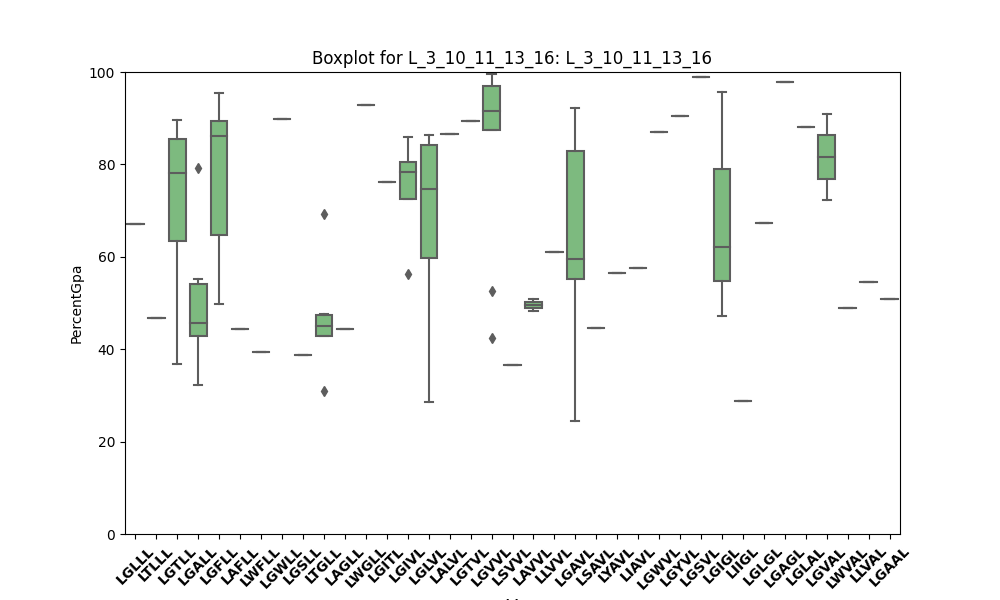 Boxplot for L_3_10_11_13_16: L_3_10_11_13_16
PercentGpa
100
80
60
40
20
0
LGLLL
LTLLL
LGTLL
LGALL
LGFLL
LAFLL
LWFLL
LGWLL
LGSLL
LTGLL
LAGLL
LWGLL
LGITL
LGIVL
LGLVL
LALVL
LGTVL
LGVVL
LSVVL
LAVVL
LLVVL
LGAVL
LSAVL
LYAVL
LIAVL
LGWVL
LGYVL
LGSVL
LGIGL
LIIGL
LGLGL
LGAGL
LGLAL
LGVAL
LWVAL
LLVAL
LGAAL